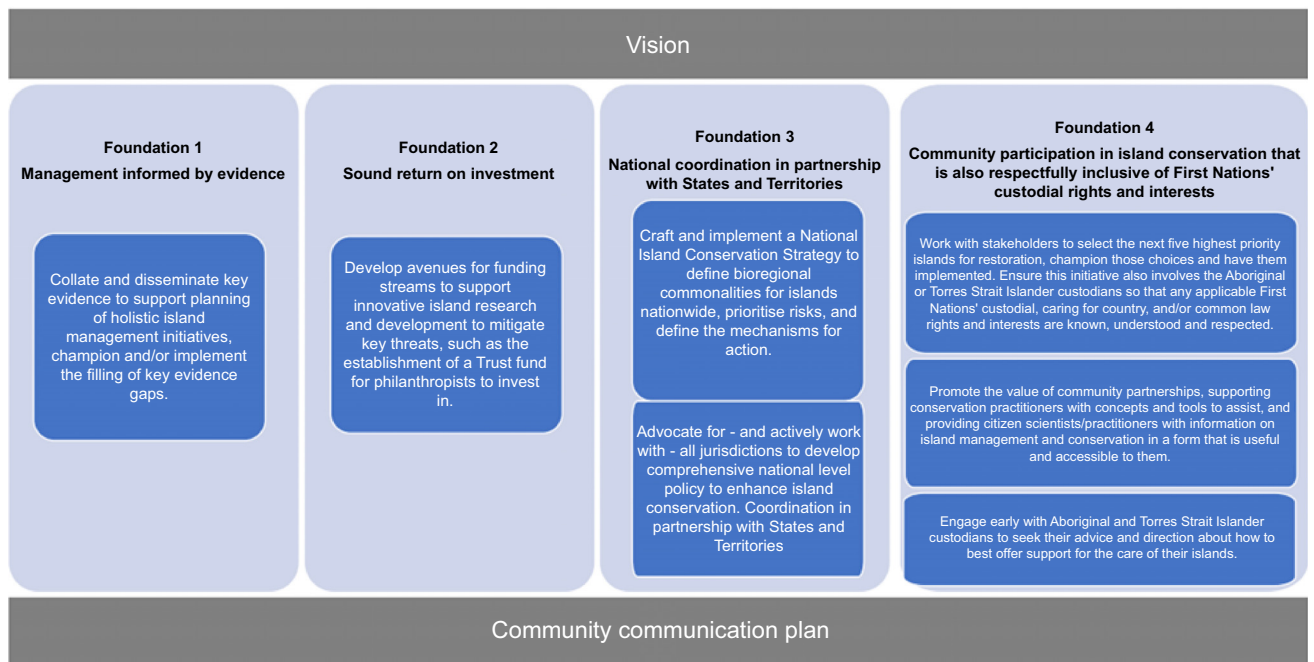 Vision
Foundation 1
Management informed by evidence
Collate and disseminate key
evidence to support planning
of holistic island
management initiatives,
champion and/or implement
the filling of key evidence
gaps.
Foundation 2
Sound return on investment
Develop avenues for funding
streams to support
innovative island research
and development to mitigate
key threats, such as the
establishment of a Trust fund
for philanthropists to invest
in.
Foundation 3
National coordination in partnership
with States and Territories
Craft and implement a National
Island Conservation Strategy to
define bioregional
commonalities for islands
nationwide, prioritise risks, and
define the mechanisms for
action.
Advocate for - and actively work
with - all jurisdictions to develop
comprehensive national level
policy to enhance island
conservation. Coordination in
partnership with States and
Territories
Foundation 4
Community participation in island conservation that
is also respectfully inclusive of First Nations'
custodial rights and interests
Work with stakeholders to select the next five highest priority
islands for restoration, champion those choices and have them
implemented. Ensure this initiative also involves the Aboriginal
or Torres Strait Islander custodians so that any applicable First
Nations' custodial, caring for country, and/or common law
rights and interests are known, understood and respected.
Promote the value of community partnerships, supporting
conservation practitioners with concepts and tools to assist, and
providing citizen scientists/practitioners with information on
island management and conservation in a form that is useful
and accessible to them.
Engage early with Aboriginal and Torres Strait Islander
custodians to seek their advice and direction about how to
best offer support for the care of their islands.
Community communication plan